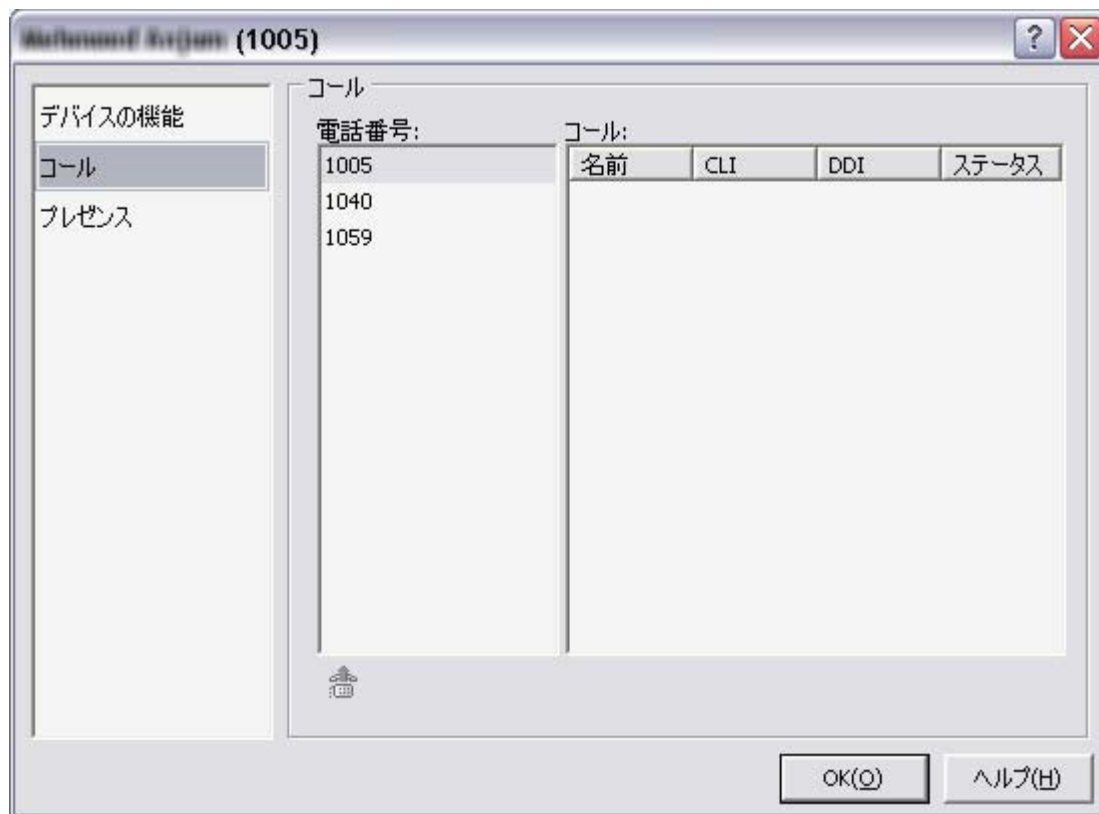 (1005)
デバイスの機能
コール
プレゼンス
コール
電話番号:
1005
1040
1059
コール:
名前 CLI DDI ステータス
OK(O) ヘルプ(H)